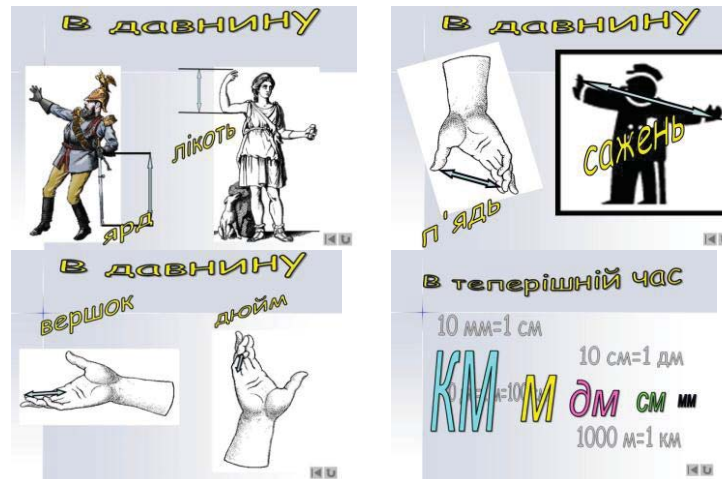 В давнину
ярд
лікоть
В давнину
п'ядь
сажень
В давнину
вершок
дюйм
В теперішній час
10 мм=1 см
10 см=1 дм
км м дм см мм
1000 м=1 км